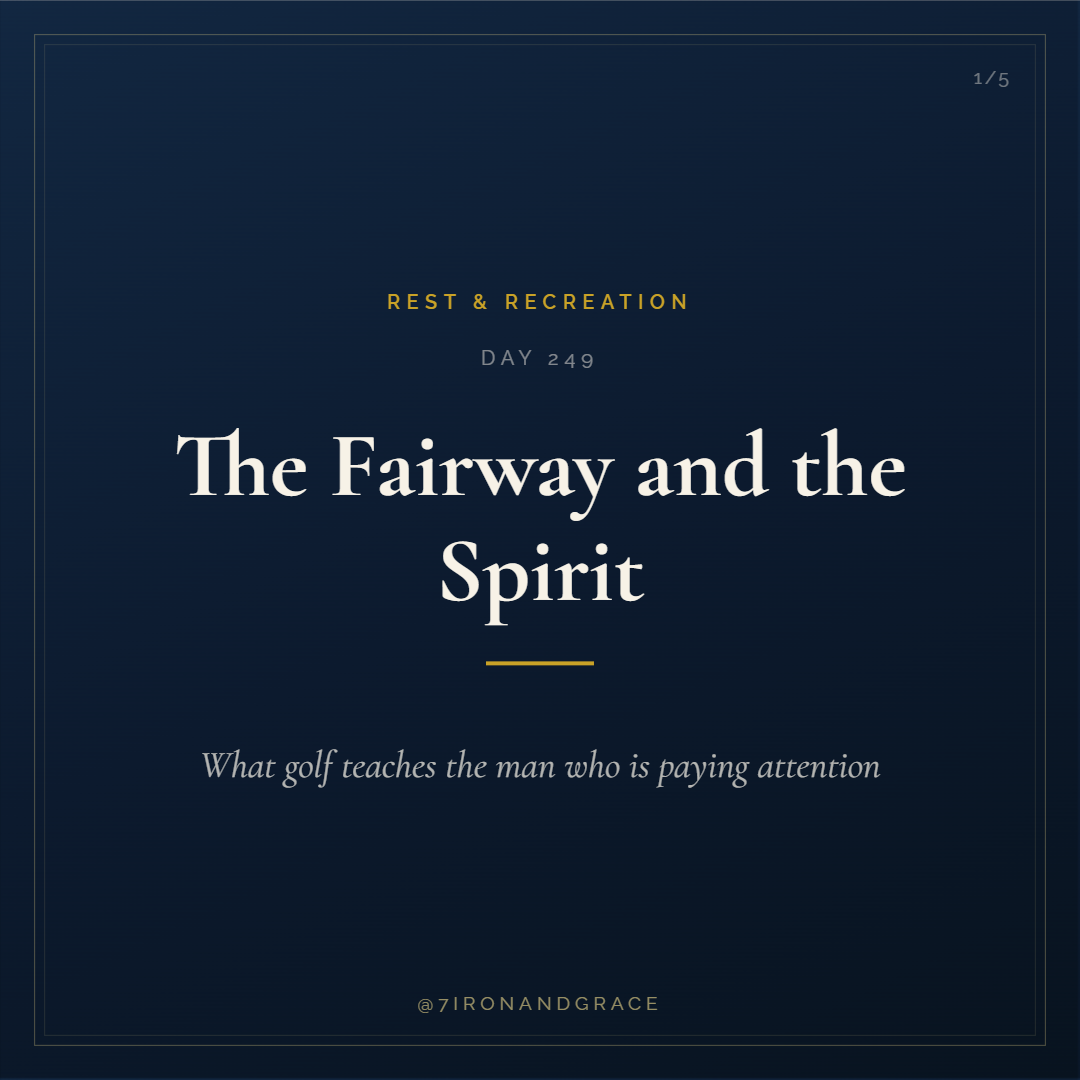 1/5
REST & RECREATION
DAY 249
The Fairway and the
Spirit
What golf teaches the man who is paying attention
@7IRONANDGRACE